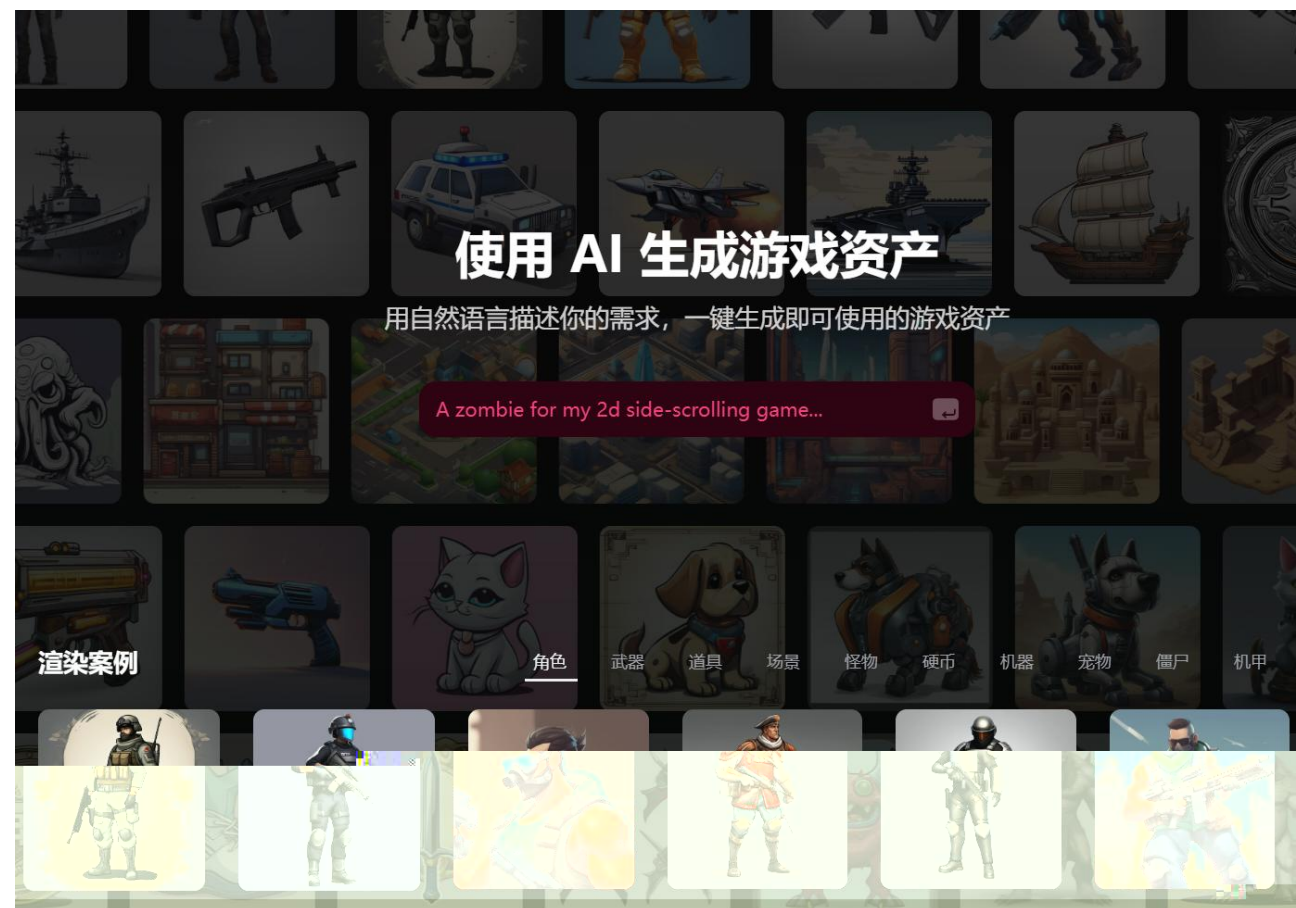 使用 AI 生成游戏资产
用自然语言描述你的需求，一键生成即可使用的游戏资产
A zombie for my 2d side-scrolling game...
渲染案例 角色 武器 道具 场景 怪物 硬币 机器 宠物 僵尸 机甲